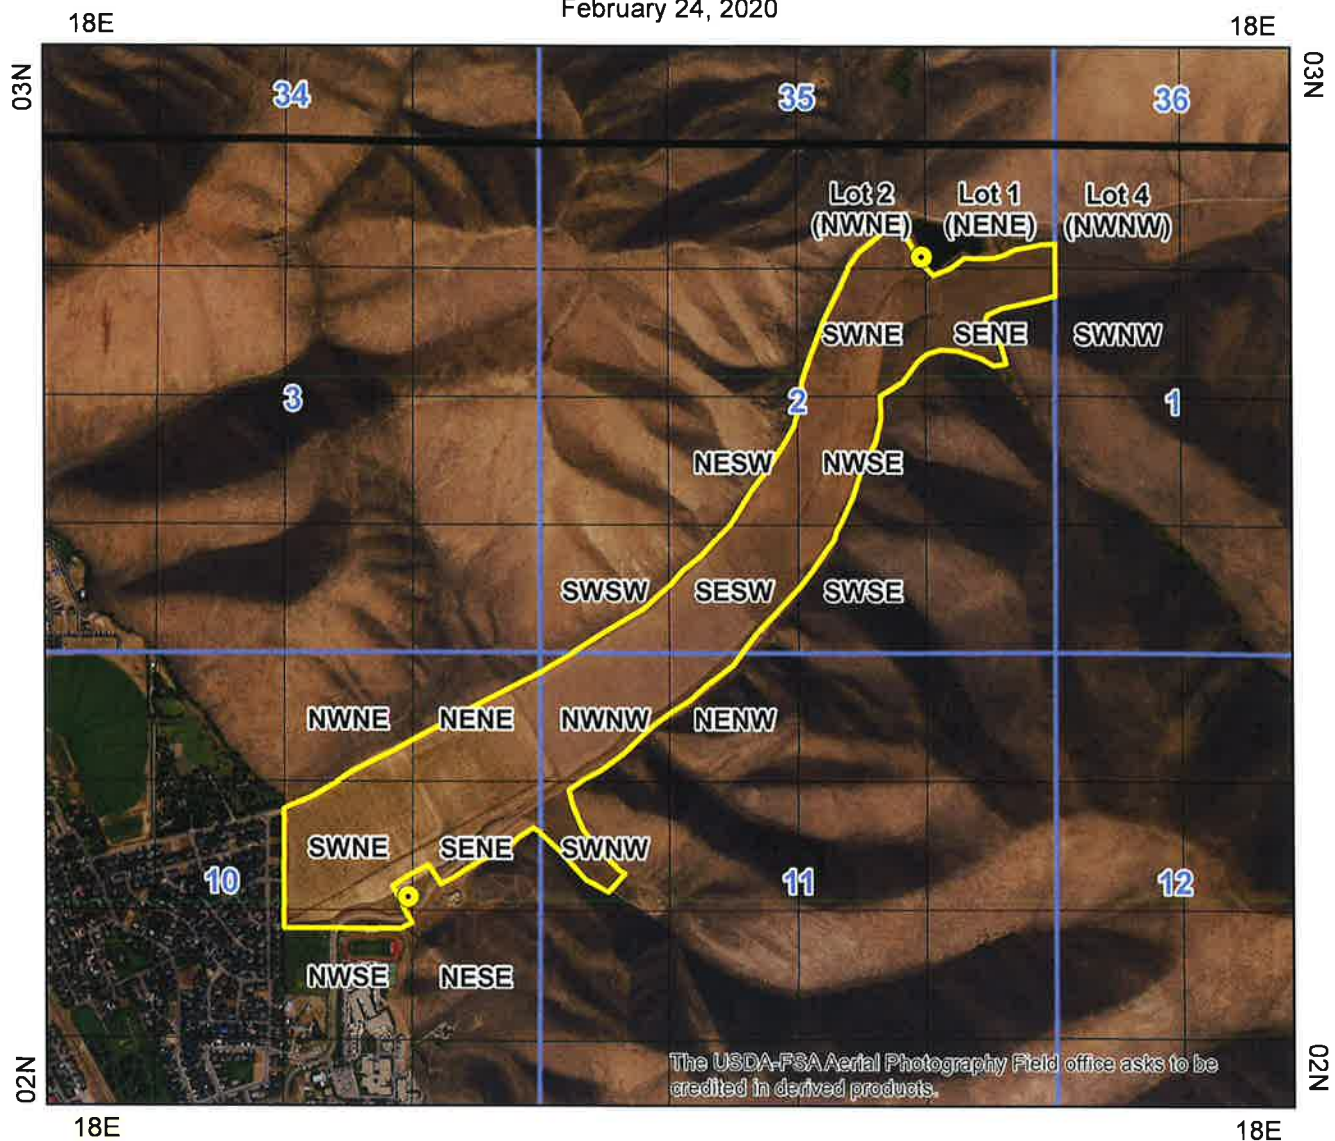 February 24, 2020
18E
18E
03N
03N
34
35
36
Lot 2
(NWNE)
Lot 1
(NENE)
Lot 4
(NWNW)
SWNE
SENE
SWNW
3
2
1
NESW
NWSE
SWSW
SESW
SWSE
NWNE
NENE
NWNW
NENW
SWNE
SENE
SWNW
10
11
12
NWSE
NESE
The USDA-FSA Aerial Photography Field office asks to be
credited in derived products.
02N
02N
18E
18E